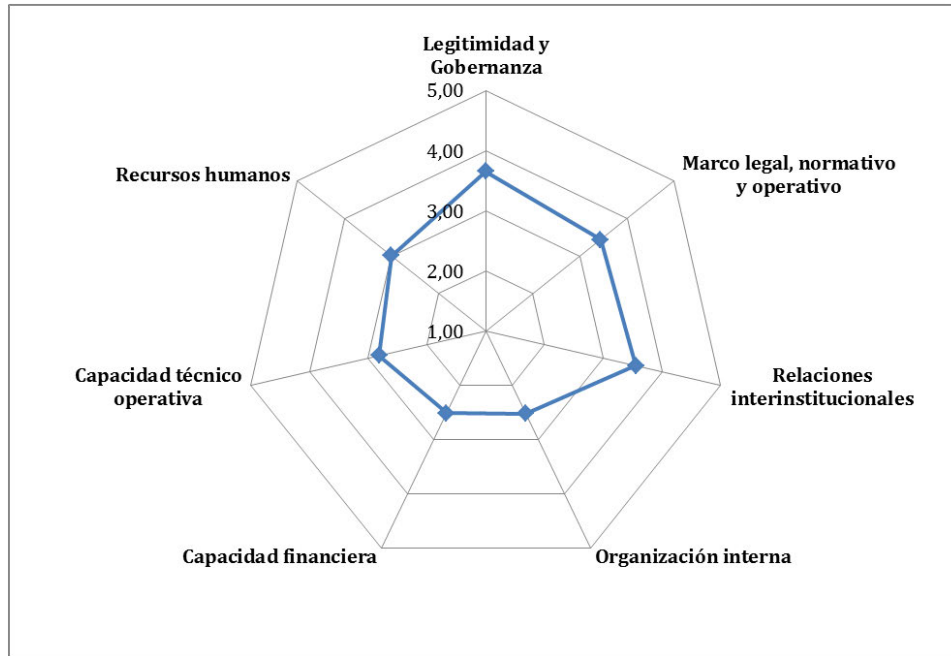 Legitimidad y
Gobernanza
5,00
4,00
3,00
2,00
1,00
Marco legal, normativo
y operativo
Relaciones
interinstitucionales
Organización interna
Capacidad financiera
Capacidad técnico
operativa
Recursos humanos